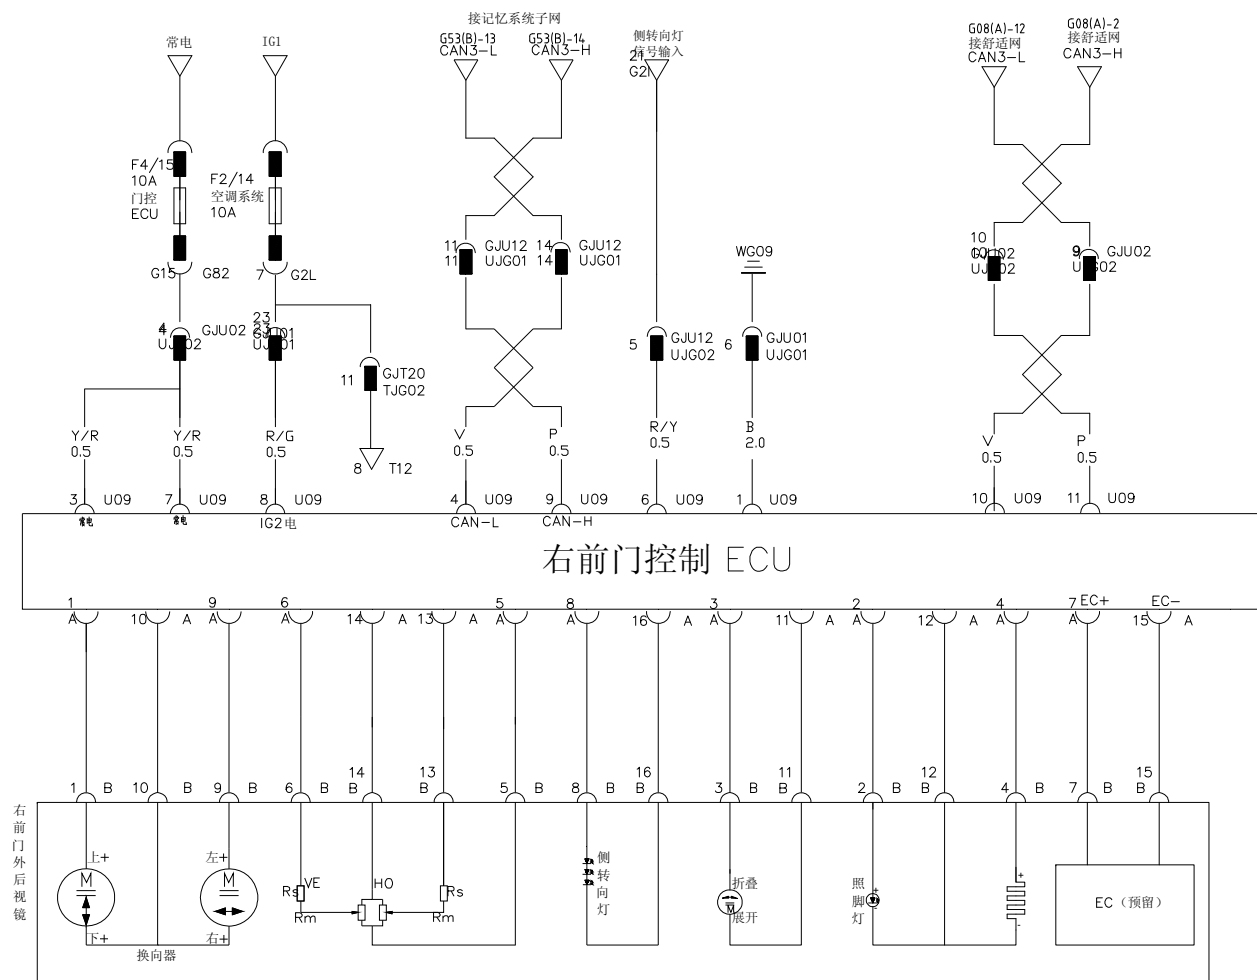 接记忆系统子网
常电
IG1
G53(B)-13
CAN3-L
G53(B)-14
CAN3-H
侧转向灯
信号输入
21
G2I
G08(A)-12
接舒适网
CAN3-L
G08(A)-2
接舒适网
CAN3-H
F4/15
10A
门控
ECU
F2/14
空调系统
10A
G15
G82
7
G2L
11
11
GJU12
UJG01
14
14
GJU12
UJG01
WG09
10
10
GJU02
UJG02
9
9
GJU02
UJG02
4
4
GJU02
UJG02
23
23
GJU01
UJG01
11
GJT20
TJG02
5
GJU12
UJG02
6
GJU01
UJG01
Y/R
0.5
Y/R
0.5
R/G
0.5
8
T12
V
0.5
P
0.5
R/Y
0.5
B
2.0
V
0.5
P
0.5
3 U09
7 U09
8 U09
4 U09
9 U09
6 U09
1 U09
10 U09
11 U09
常电
常电
IG2电
CAN-L
CAN-H
右前门控制 ECU
1 A
10 A
9 A
6 A
14 A
13 A
5 A
8 A
16 A
3 A
11 A
2 A
12 A
4 A
7 A EC+
15 A EC-
1 B
10 B
9 B
6 B
14 B
13 B
5 B
8 B
16 B
3 B
11 B
2 B
12 B
4 B
7 B
15 B
右前门外后视镜
上+
M
下+
左+
M
右+
换向器
Rs
VE
Rm
HO
Rs
Rm
侧转向灯
折叠
M
展开
照脚灯
+
-
+
-
EC（预留）